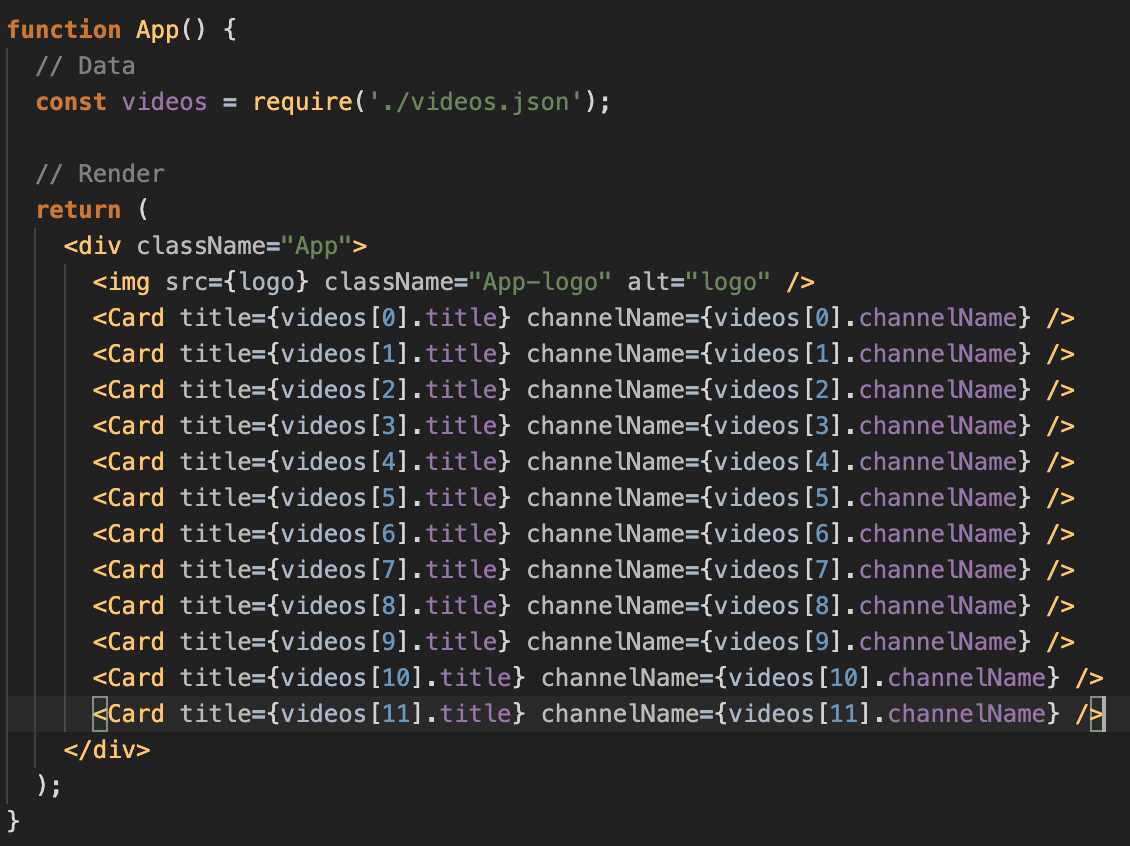 function App() {
  // Data
  const videos = require('./videos.json');

  // Render
  return (
    <div className="App">
      <img src={logo} className="App-logo" alt="logo" />
      <Card title={videos[0].title} channelName={videos[0].channelName} />
      <Card title={videos[1].title} channelName={videos[1].channelName} />
      <Card title={videos[2].title} channelName={videos[2].channelName} />
      <Card title={videos[3].title} channelName={videos[3].channelName} />
      <Card title={videos[4].title} channelName={videos[4].channelName} />
      <Card title={videos[5].title} channelName={videos[5].channelName} />
      <Card title={videos[6].title} channelName={videos[6].channelName} />
      <Card title={videos[7].title} channelName={videos[7].channelName} />
      <Card title={videos[8].title} channelName={videos[8].channelName} />
      <Card title={videos[9].title} channelName={videos[9].channelName} />
      <Card title={videos[10].title} channelName={videos[10].channelName} />
      <Card title={videos[11].title} channelName={videos[11].channelName} />
    </div>
  );
}